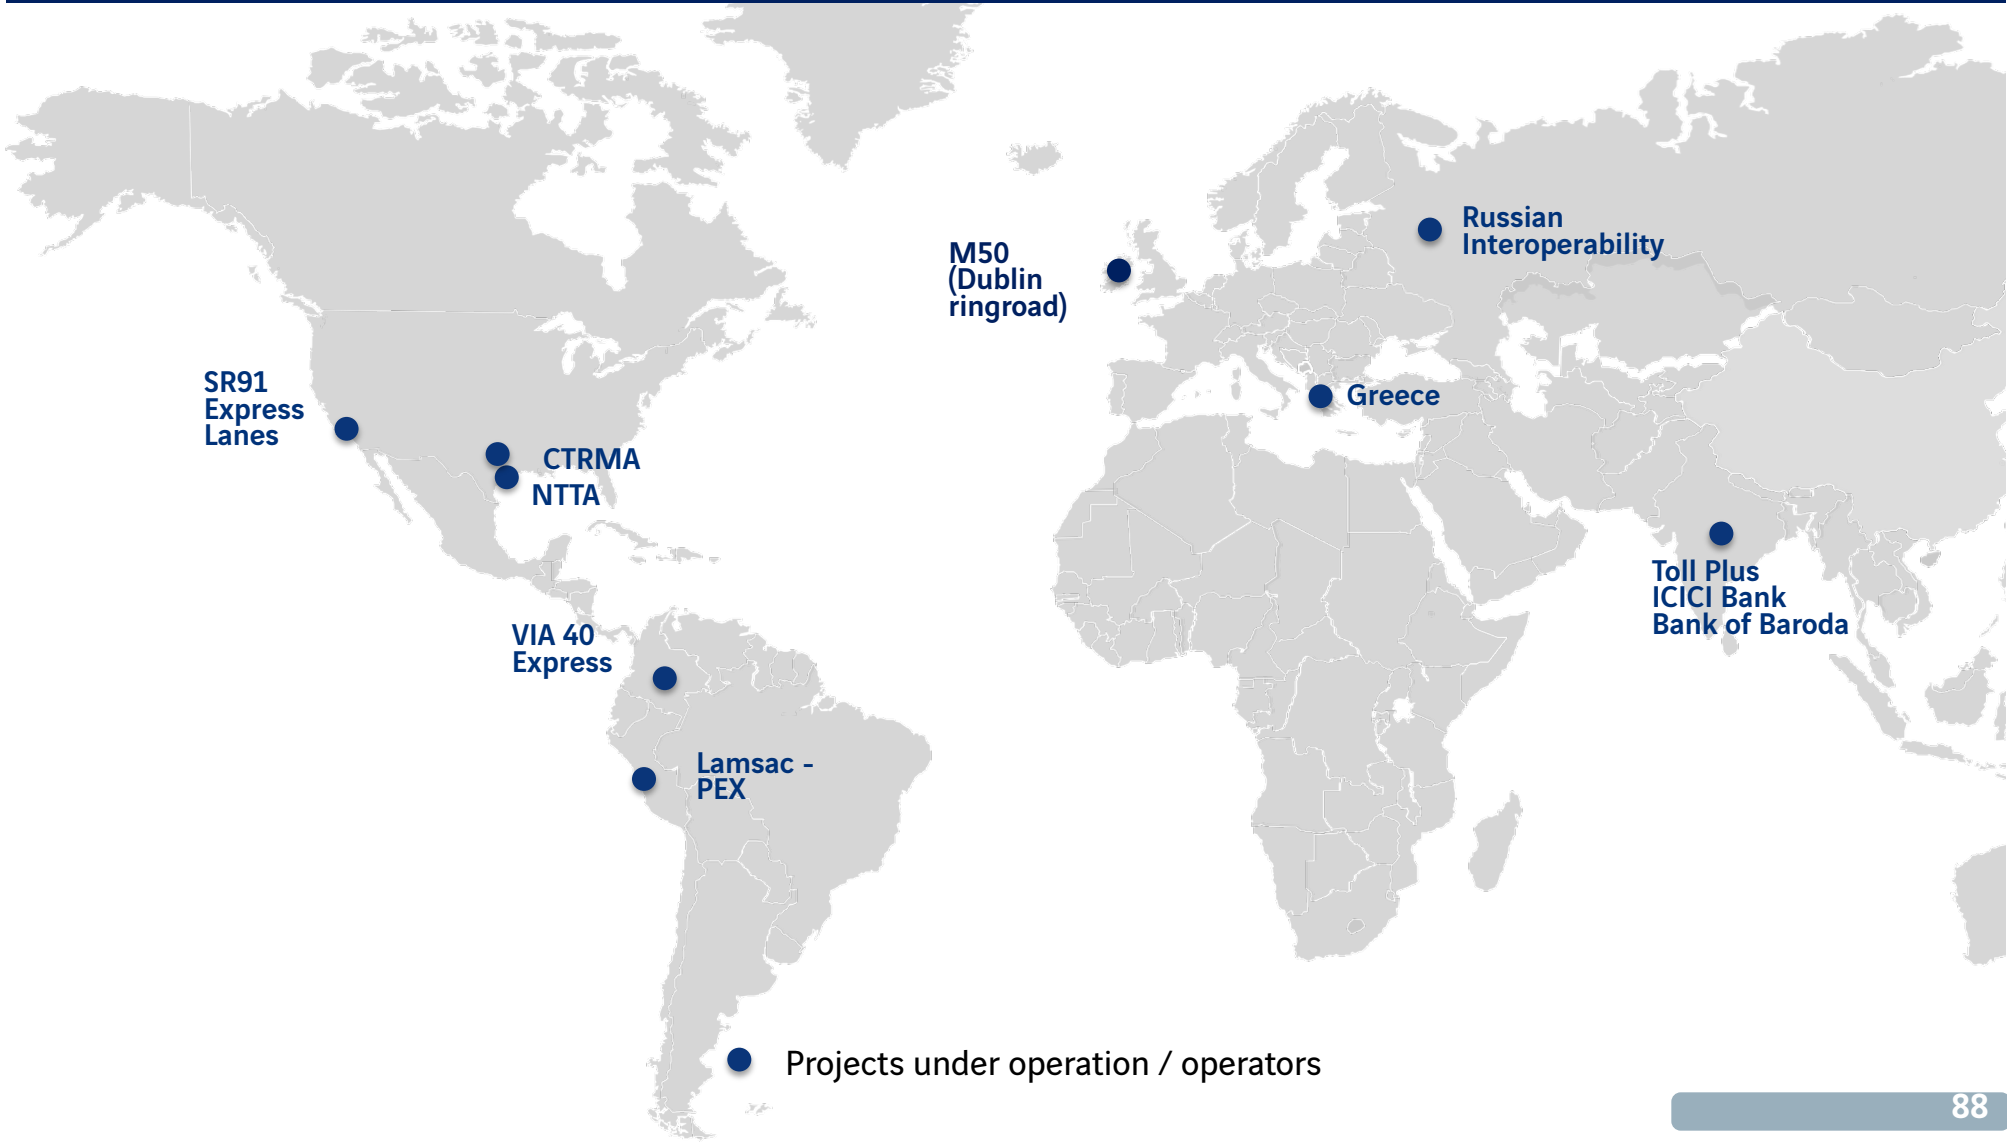 Russian
Interoperability
M50
(Dublin
ringroad)
SR91
Express
Lanes
Greece
CTRMA
NTTA
Toll Plus
ICICI Bank
Bank of Baroda
VIA 40
Express
Lamsac -
PEX
Projects under operation / operators
88